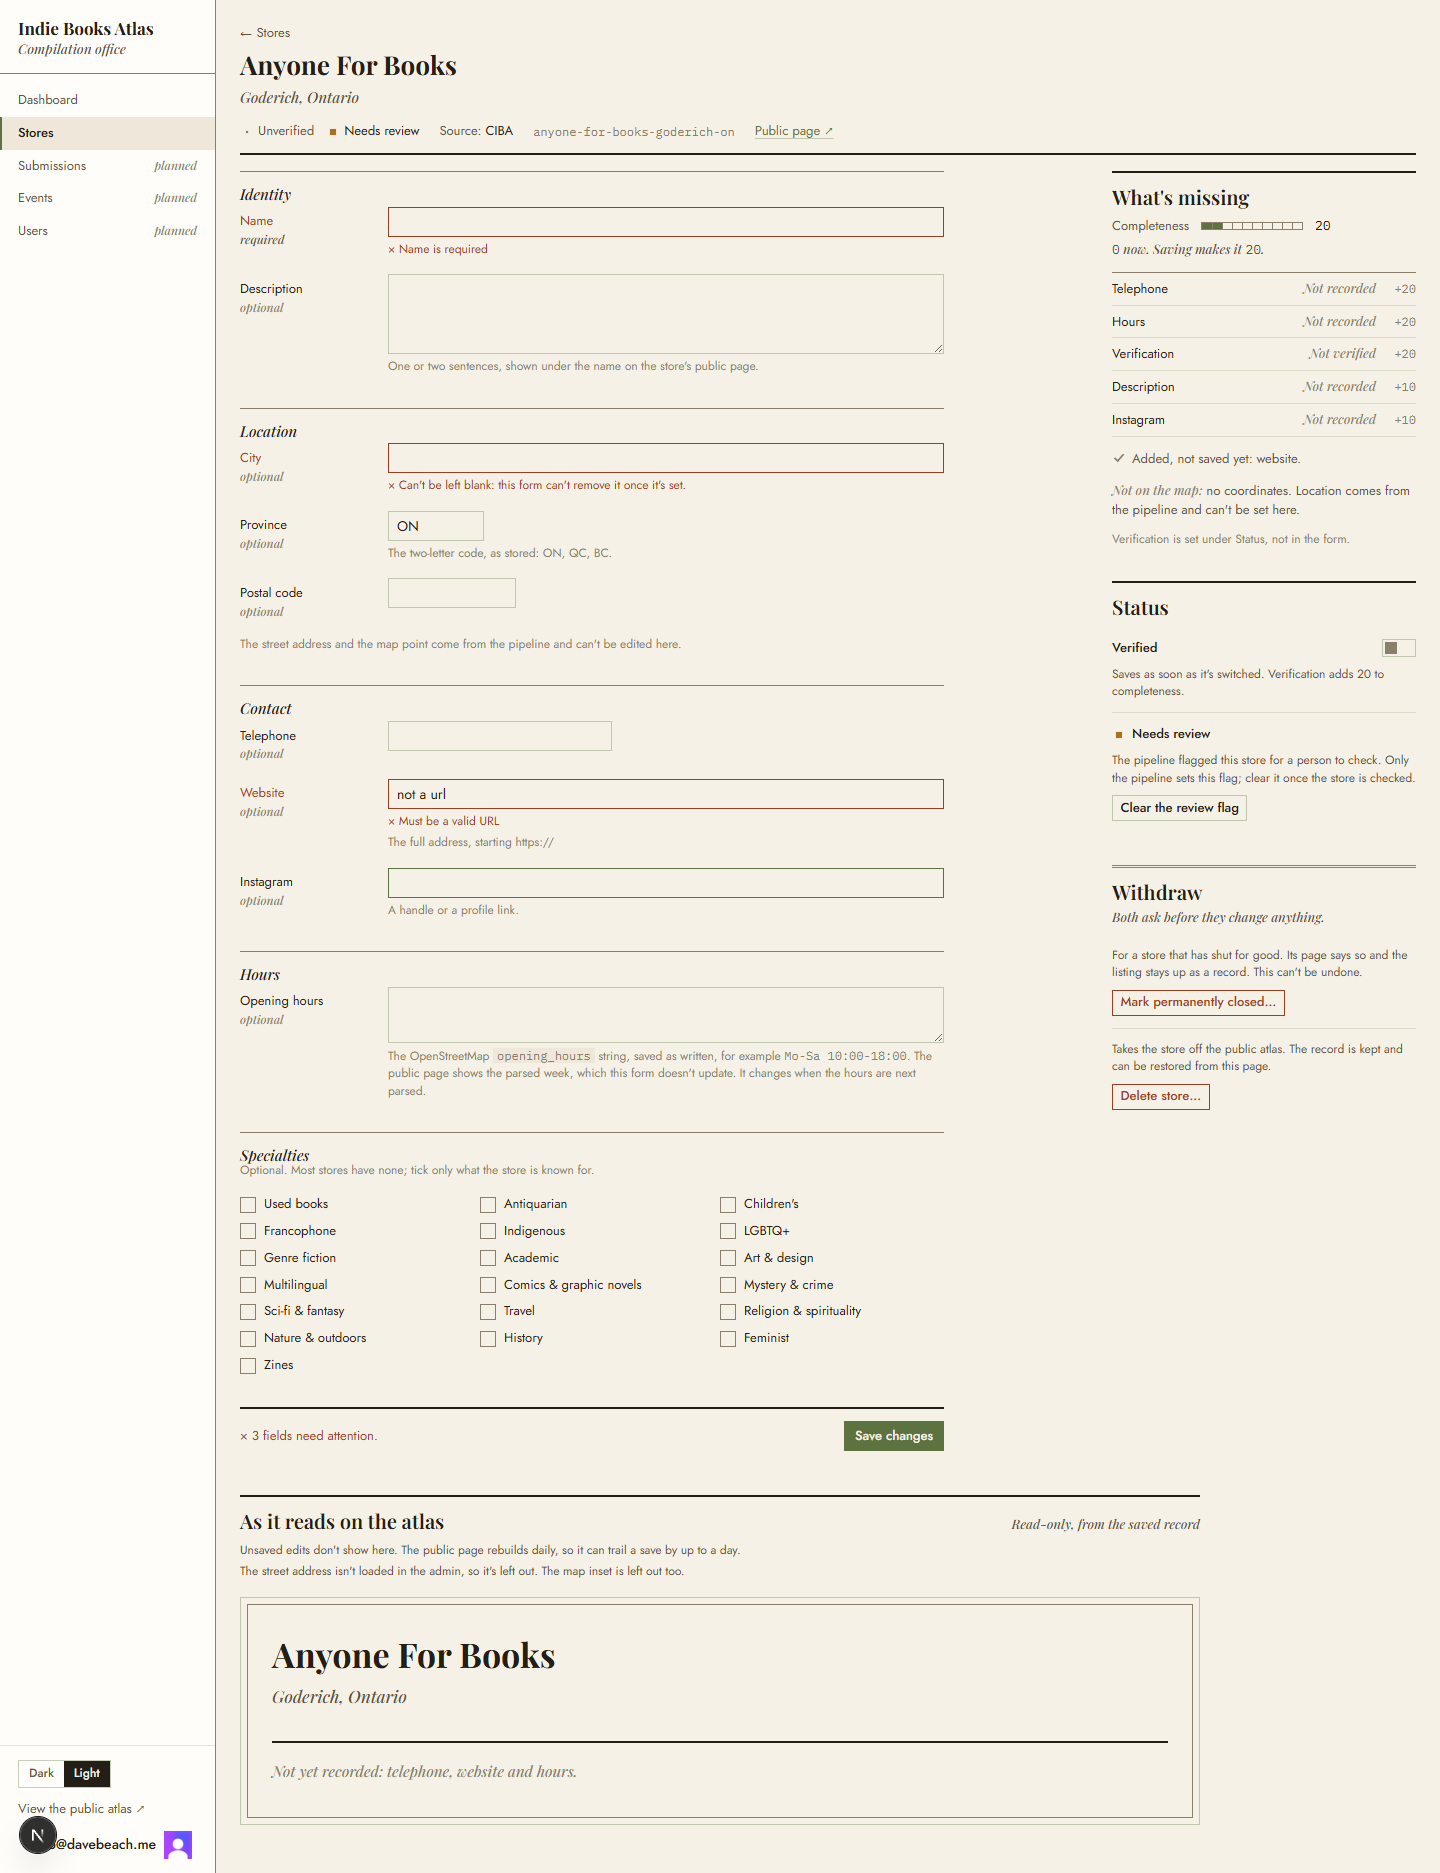 Indie Books Atlas
Compilation office
Dashboard
Stores
Submissions planned
Events planned
Users planned
Dark Light
View the public atlas ↗
N
@davebeach.me
← Stores
Anyone For Books
Goderich, Ontario
Unverified Needs review Source: CIBA anyone-for-books-goderich-on Public page ↗
Identity
Name
required
× Name is required
Description
optional
One or two sentences, shown under the name on the store's public page.
Location
City
optional
× Can't be left blank: this form can't remove it once it's set.
Province
optional
ON
The two-letter code, as stored: ON, QC, BC.
Postal code
optional
The street address and the map point come from the pipeline and can't be edited here.
Contact
Telephone
optional
Website
optional
not a url
× Must be a valid URL
The full address, starting https://
Instagram
optional
A handle or a profile link.
Hours
Opening hours
optional
The OpenStreetMap opening_hours string, saved as written, for example Mo-Sa 10:00-18:00. The
public page shows the parsed week, which this form doesn't update. It changes when the hours are next
parsed.
Specialties
Optional. Most stores have none; tick only what the store is known for.
Used books Antiquarian Children's
Francophone Indigenous LGBTQ+
Genre fiction Academic Art & design
Multilingual Comics & graphic novels Mystery & crime
Sci-fi & fantasy Travel Religion & spirituality
Nature & outdoors History Feminist
Zines
× 3 fields need attention.
Save changes
What's missing
Completeness 20
0 now. Saving makes it 20.
Telephone Not recorded +20
Hours Not recorded +20
Verification Not verified +20
Description Not recorded +10
Instagram Not recorded +10
✓ Added, not saved yet: website.
Not on the map: no coordinates. Location comes from
the pipeline and can't be set here.
Verification is set under Status, not in the form.
Status
Verified
Saves as soon as it's switched. Verification adds 20 to
completeness.
Needs review
The pipeline flagged this store for a person to check. Only
the pipeline sets this flag; clear it once the store is checked.
Clear the review flag
Withdraw
Both ask before they change anything.
For a store that has shut for good. Its page says so and the
listing stays up as a record. This can't be undone.
Mark permanently closed...
Takes the store off the public atlas. The record is kept and
can be restored from this page.
Delete store...
As it reads on the atlas
Read-only, from the saved record
Unsaved edits don't show here. The public page rebuilds daily, so it can trail a save by up to a day.
The street address isn't loaded in the admin, so it's left out. The map inset is left out too.
Anyone For Books
Goderich, Ontario
Not yet recorded: telephone, website and hours.